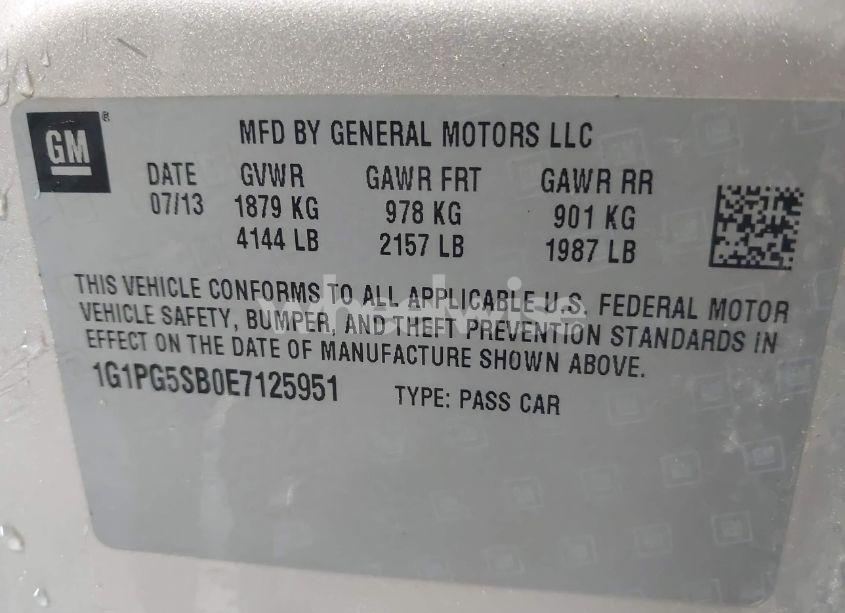 GM®
MFD BY GENERAL MOTORS LLC
DATE GVWR GAWR FRT GAWR RR
07/13 1879 KG 978 KG 901 KG
4144 LB 2157 LB 1987 LB
THIS VEHICLE CONFORMS TO ALL APPLICABLE U.S. FEDERAL MOTOR
VEHICLE SAFETY, BUMPER, AND THEFT PREVENTION STANDARDS IN
EFFECT ON THE DATE OF MANUFACTURE SHOWN ABOVE.
1G1PG5SB0E7125951 TYPE: PASS CAR
wheelwise